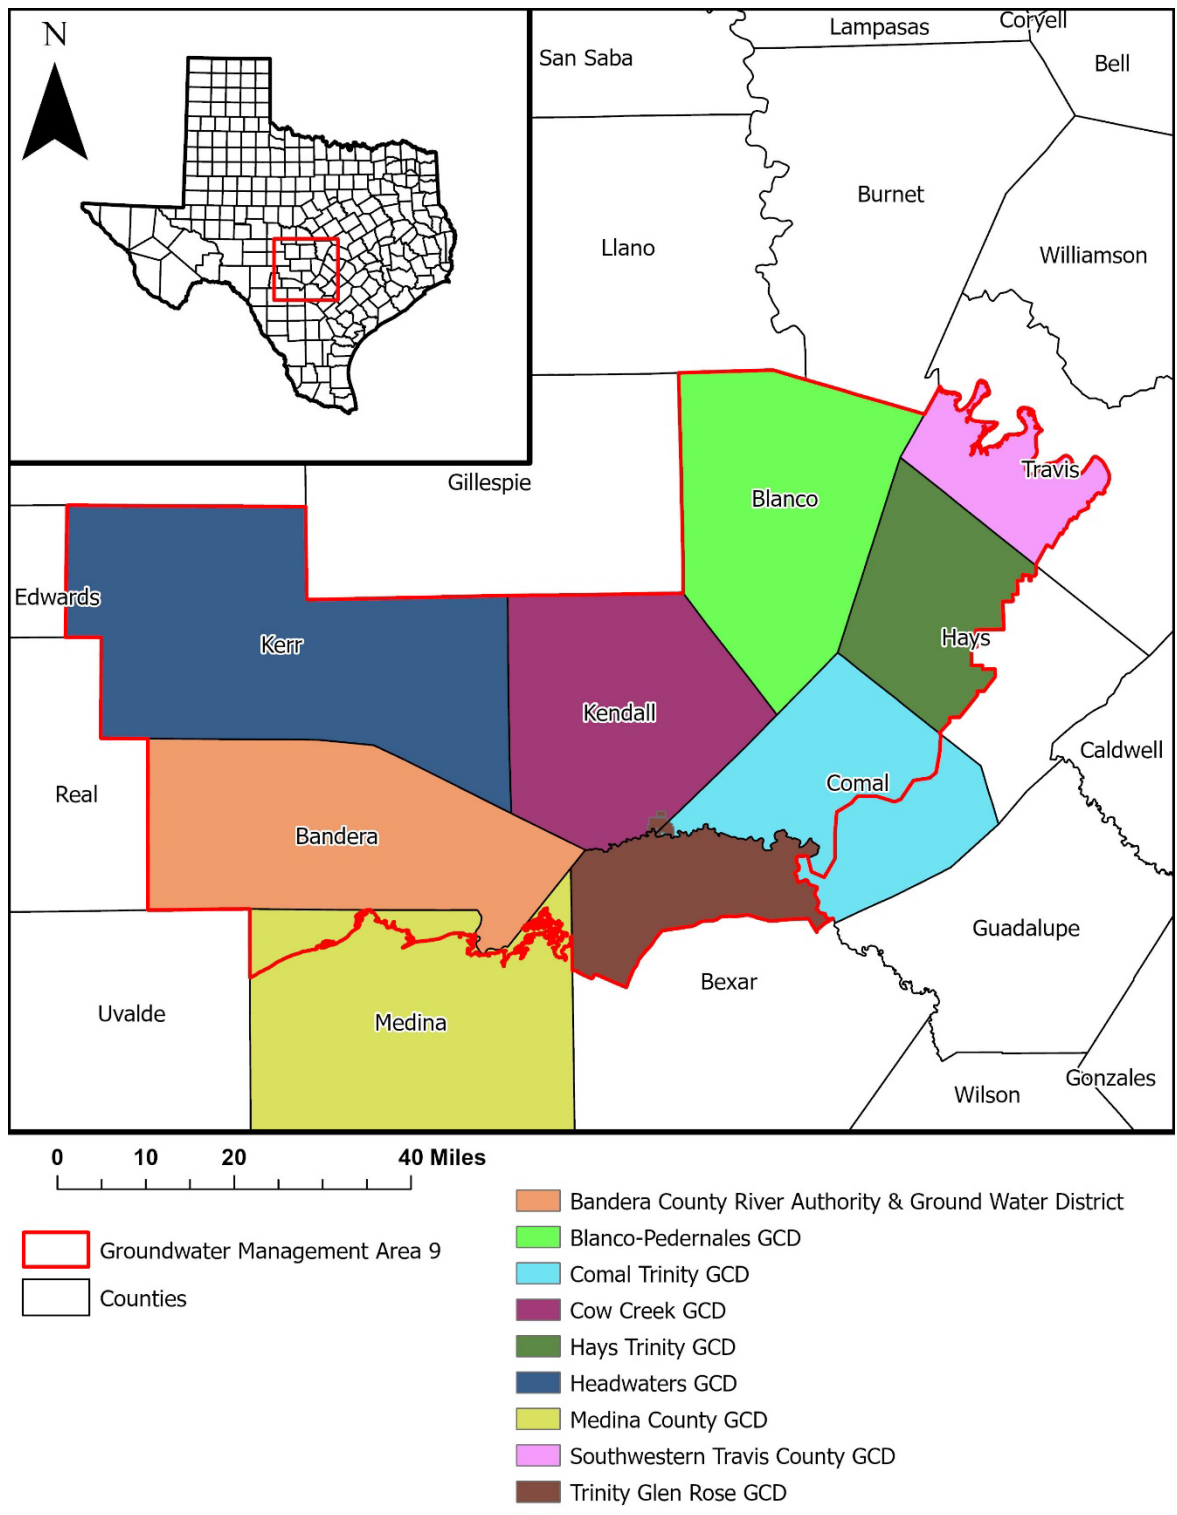 N
Lampasas
Coryell
San Saba
Bell
Burnet
Llano
Williamson
Travis
Gillespie
Blanco
Edwards
Kerr
Hays
Kendall
Caldwell
Comal
Real
Bandera
Guadalupe
Bexar
Uvalde
Medina
Gonzales
Wilson
0 10 20 40 Miles
Groundwater Management Area 9
Counties
Bandera County River Authority & Ground Water District
Blanco-Pedernales GCD
Comal Trinity GCD
Cow Creek GCD
Hays Trinity GCD
Headwaters GCD
Medina County GCD
Southwestern Travis County GCD
Trinity Glen Rose GCD